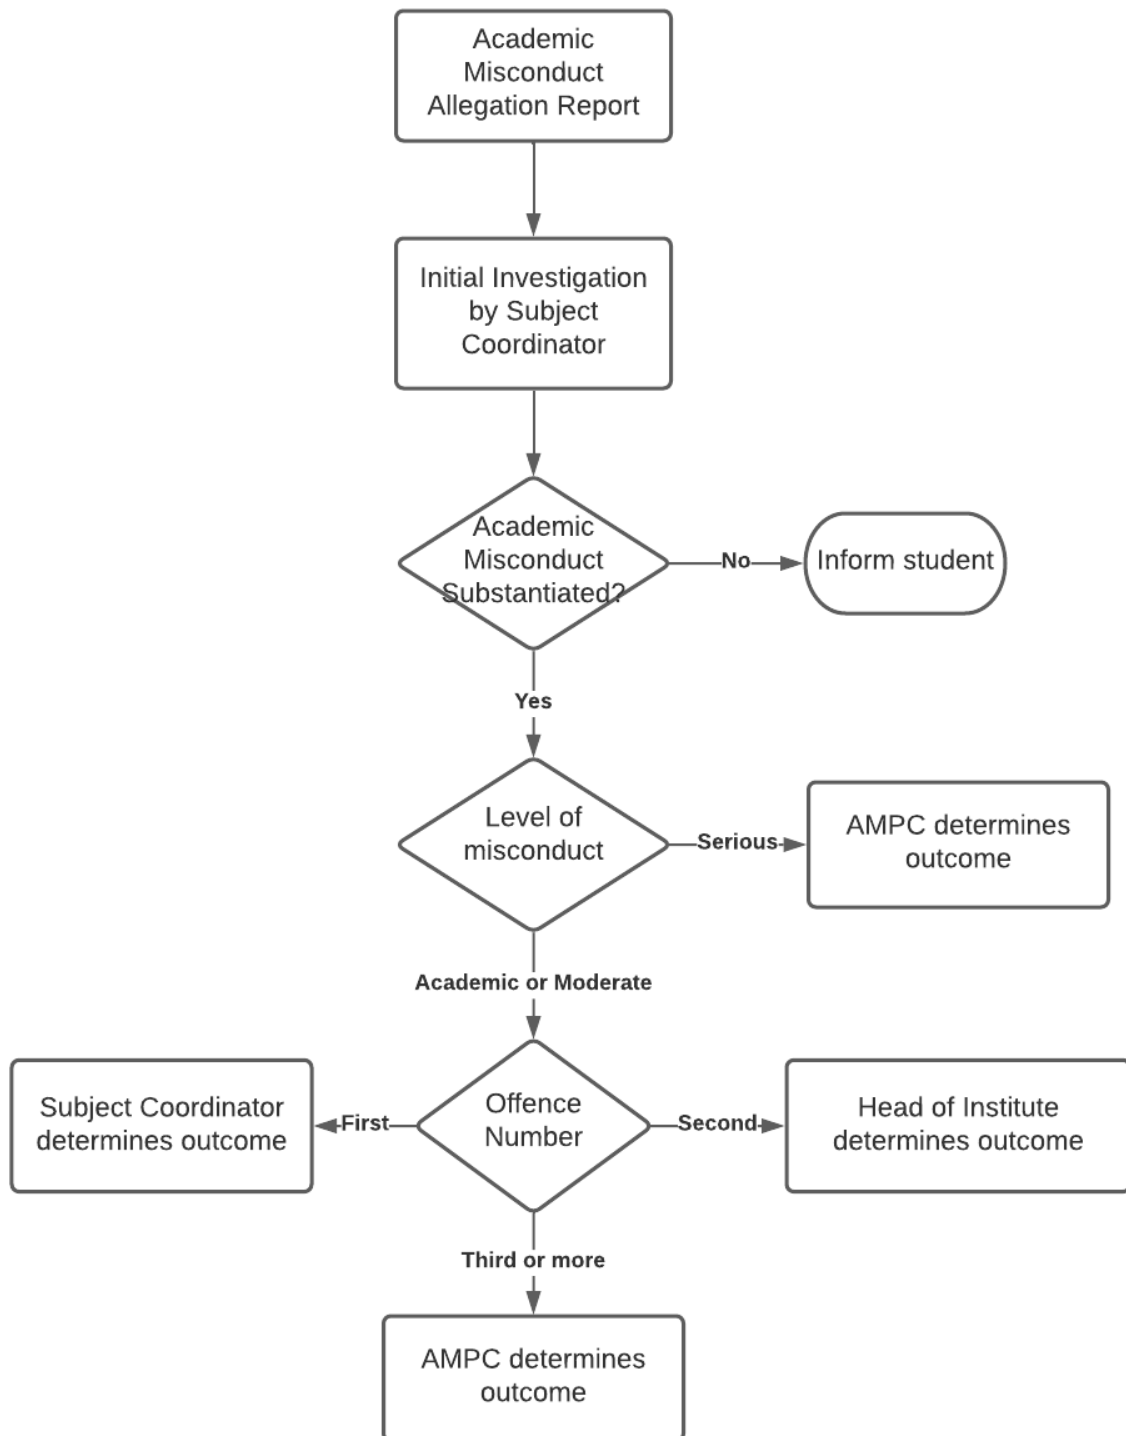 Academic
Misconduct
Allegation Report
Initial Investigation
by Subject
Coordinator
Academic
Misconduct
Substantiated?
No
Inform student
Yes
Level of
misconduct
Serious
AMPC determines
outcome
Academic or Moderate
Subject Coordinator
determines outcome
First
Offence
Number
Second
Head of Institute
determines outcome
Third or more
AMPC determines
outcome